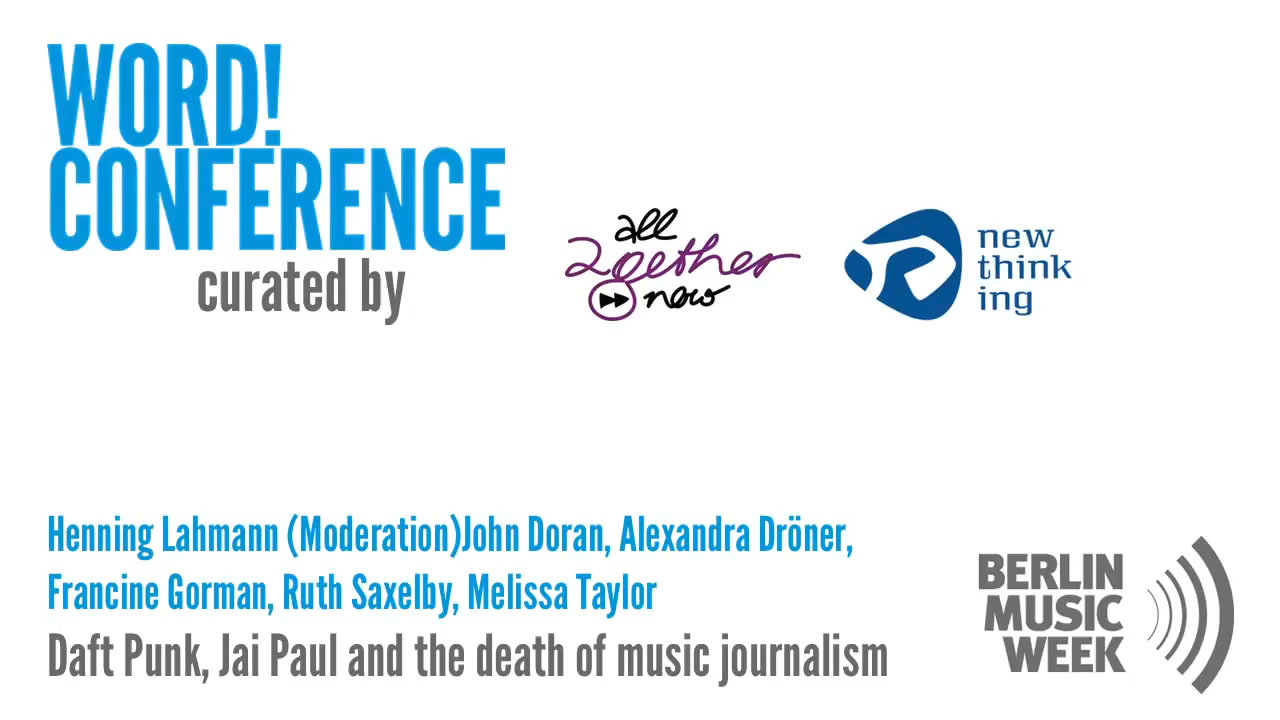 WORD!
CONFERENCE
curated by
all
2gether
now
new
think
ing
Henning Lahmann (Moderation)John Doran, Alexandra Dröner,
Francine Gorman, Ruth Saxelby, Melissa Taylor
Daft Punk, Jai Paul and the death of music journalism
BERLIN
MUSIC
WEEK